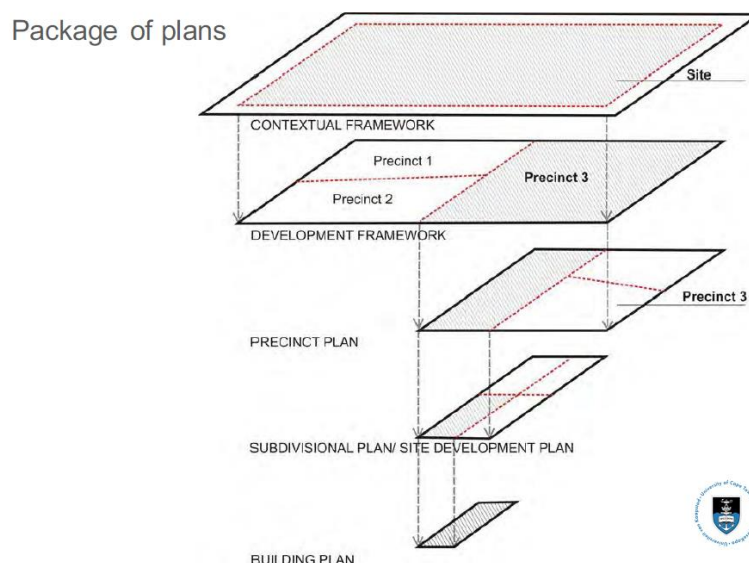 Package of plans
Site
CONTEXTUAL FRAMEWORK
Precinct 1
Precinct 2
Precinct 3
DEVELOPMENT FRAMEWORK
Precinct 3
PRECINCT PLAN
SUBDIVISIONAL PLAN/ SITE DEVELOPMENT PLAN
BUILDING PLAN